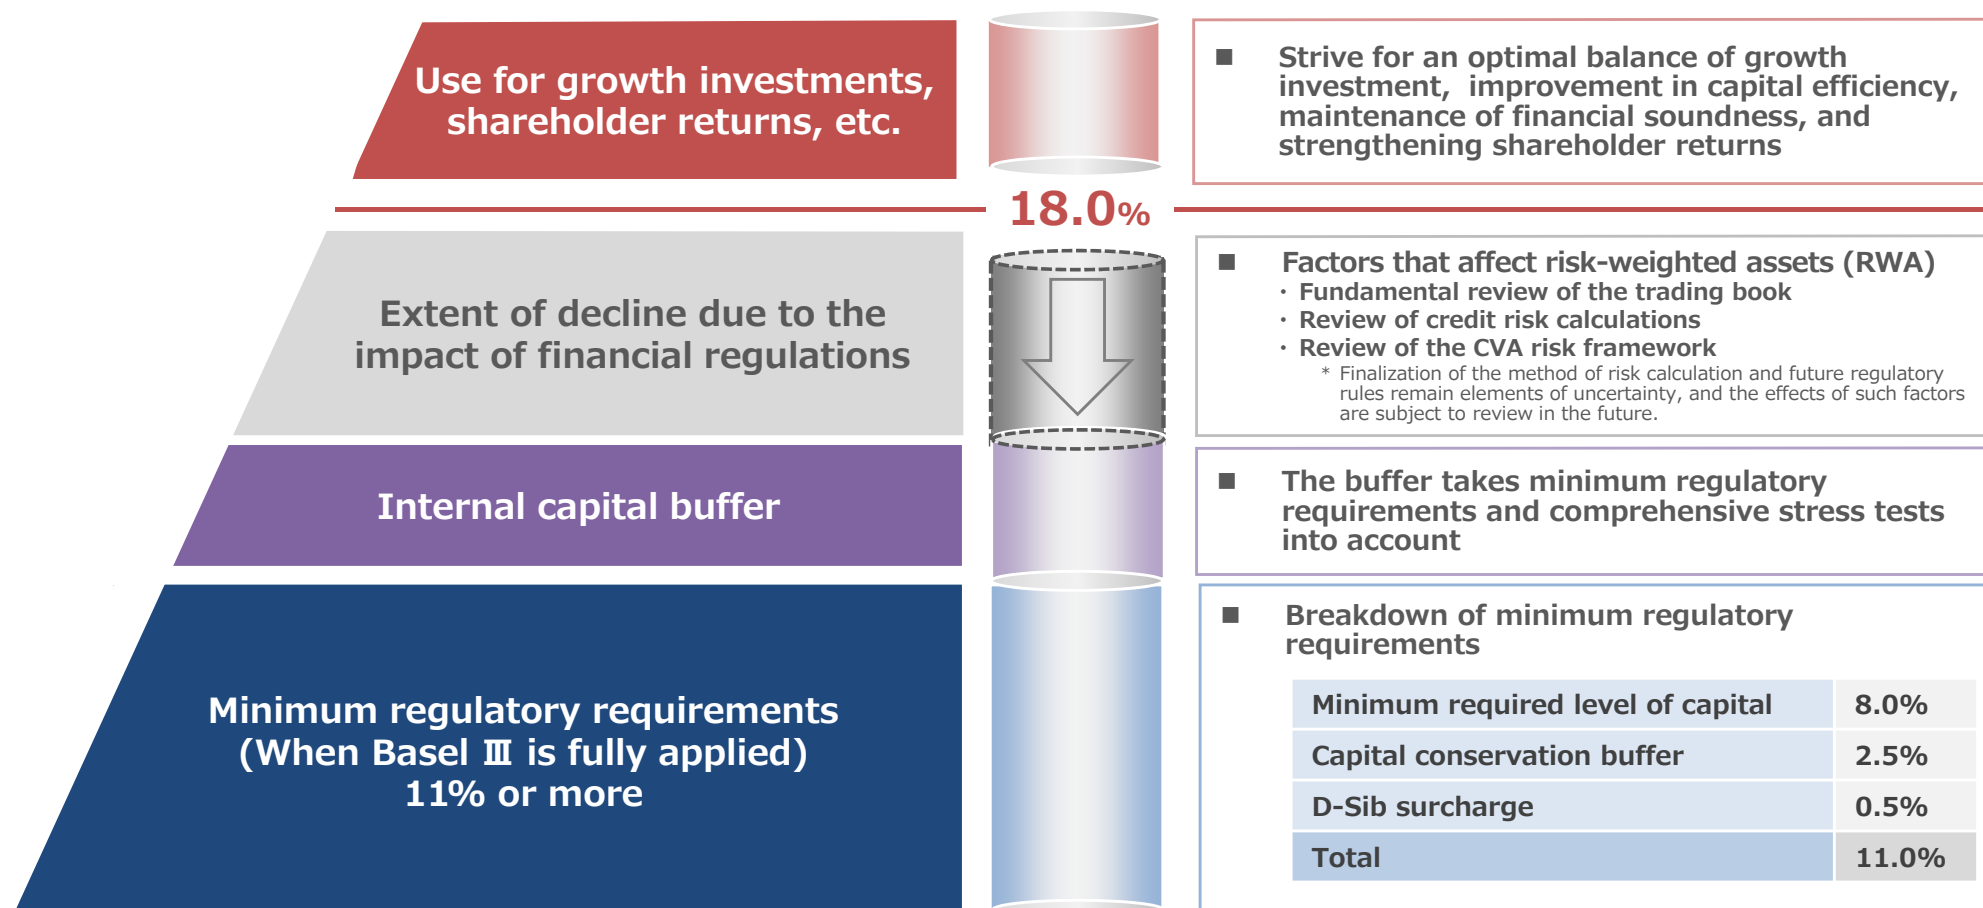 Use for growth investments,
shareholder returns, etc.
■ Strive for an optimal balance of growth
investment, improvement in capital efficiency,
maintenance of financial soundness, and
strengthening shareholder returns
18.0%
Extent of decline due to the
impact of financial regulations
■ Factors that affect risk-weighted assets (RWA)
・Fundamental review of the trading book
・Review of credit risk calculations
・Review of the CVA risk framework
* Finalization of the method of risk calculation and future regulatory
rules remain elements of uncertainty, and the effects of such factors
are subject to review in the future.
Internal capital buffer
■ The buffer takes minimum regulatory
requirements and comprehensive stress tests
into account
Minimum regulatory requirements
(When Basel Ⅲ is fully applied)
11% or more
■ Breakdown of minimum regulatory
requirements
Minimum required level of capital 8.0%
Capital conservation buffer 2.5%
D-Sib surcharge 0.5%
Total 11.0%